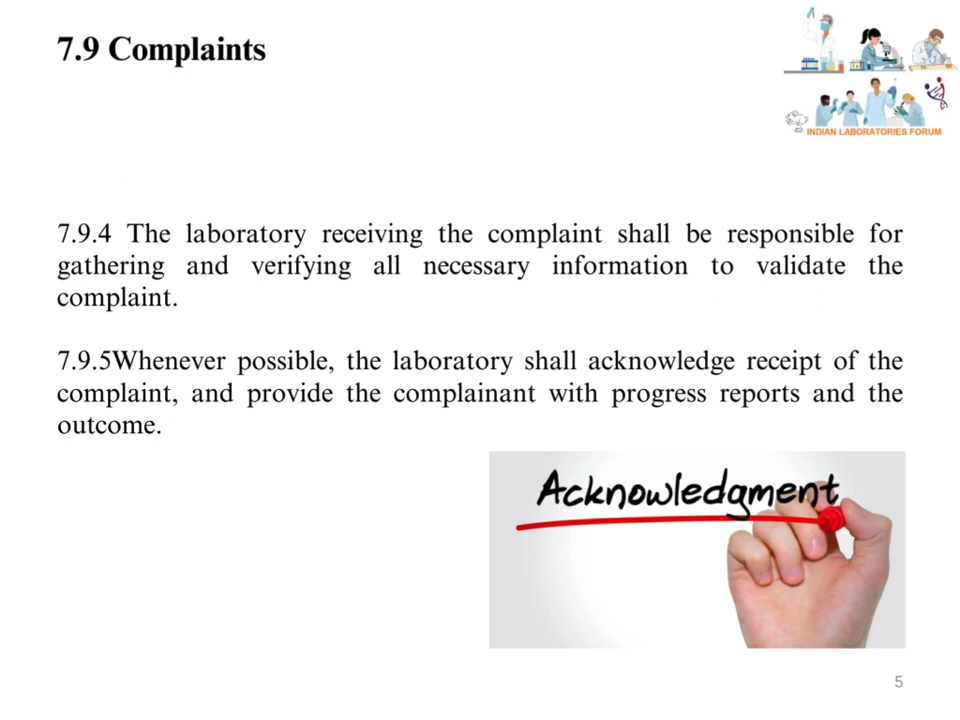 7.9 Complaints
INDIAN LABORATORIES FORUM
7.9.4 The laboratory receiving the complaint shall be responsible for
gathering and verifying all necessary information to validate the
complaint.
7.9.5Whenever possible, the laboratory shall acknowledge receipt of the
complaint, and provide the complainant with progress reports and the
outcome.
Acknowledgment
5